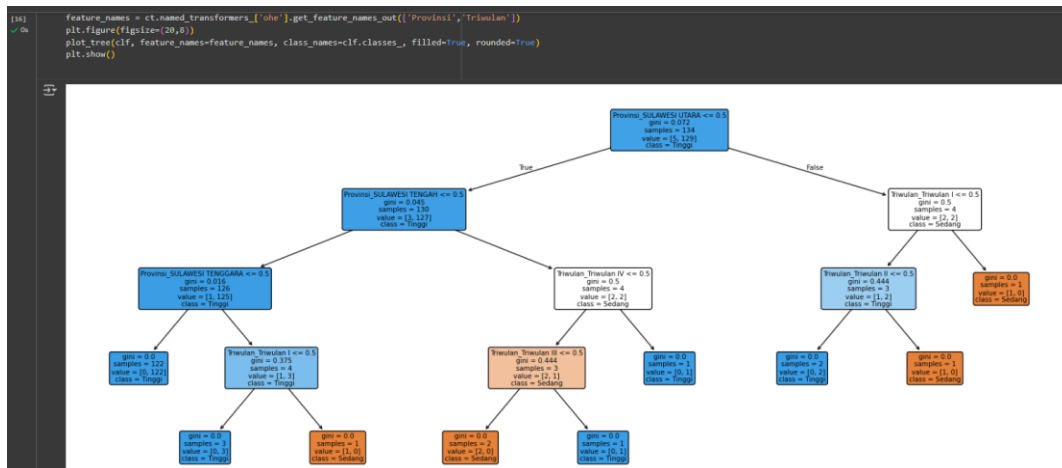 [16]
0s
feature_names = ct.named_transformers_['ohe'].get_feature_names_out(['Provinsi','Triwulan'])
plt.figure(figsize=(20,8))
plot_tree(clf, feature_names=feature_names, class_names=clf.classes_, filled=True, rounded=True)
plt.show()
Provinsi_SULAWESI UTARA <= 0.5
gini = 0.072
samples = 134
value = [5, 129]
class = Tinggi
True
False
Provinsi_SULAWESI TENGAH <= 0.5
gini = 0.045
samples = 130
value = [3, 127]
class = Tinggi
Triwulan_Triwulan I <= 0.5
gini = 0.5
samples = 4
value = [2, 2]
class = Sedang
Provinsi_SULAWESI TENGGARA <= 0.5
gini = 0.016
samples = 126
value = [1, 125]
class = Tinggi
Triwulan_Triwulan IV <= 0.5
gini = 0.5
samples = 4
value = [2, 2]
class = Sedang
Triwulan_Triwulan II <= 0.5
gini = 0.444
samples = 3
value = [1, 2]
class = Tinggi
gini = 0.0
samples = 1
value = [1, 0]
class = Sedang
gini = 0.0
samples = 122
value = [0, 122]
class = Tinggi
Triwulan_Triwulan I <= 0.5
gini = 0.375
samples = 4
value = [1, 3]
class = Tinggi
Triwulan_Triwulan III <= 0.5
gini = 0.444
samples = 3
value = [2, 1]
class = Sedang
gini = 0.0
samples = 1
value = [0, 1]
class = Tinggi
gini = 0.0
samples = 2
value = [0, 2]
class = Tinggi
gini = 0.0
samples = 1
value = [1, 0]
class = Sedang
gini = 0.0
samples = 3
value = [0, 3]
class = Tinggi
gini = 0.0
samples = 1
value = [1, 0]
class = Sedang
gini = 0.0
samples = 2
value = [2, 0]
class = Sedang
gini = 0.0
samples = 1
value = [0, 1]
class = Tinggi